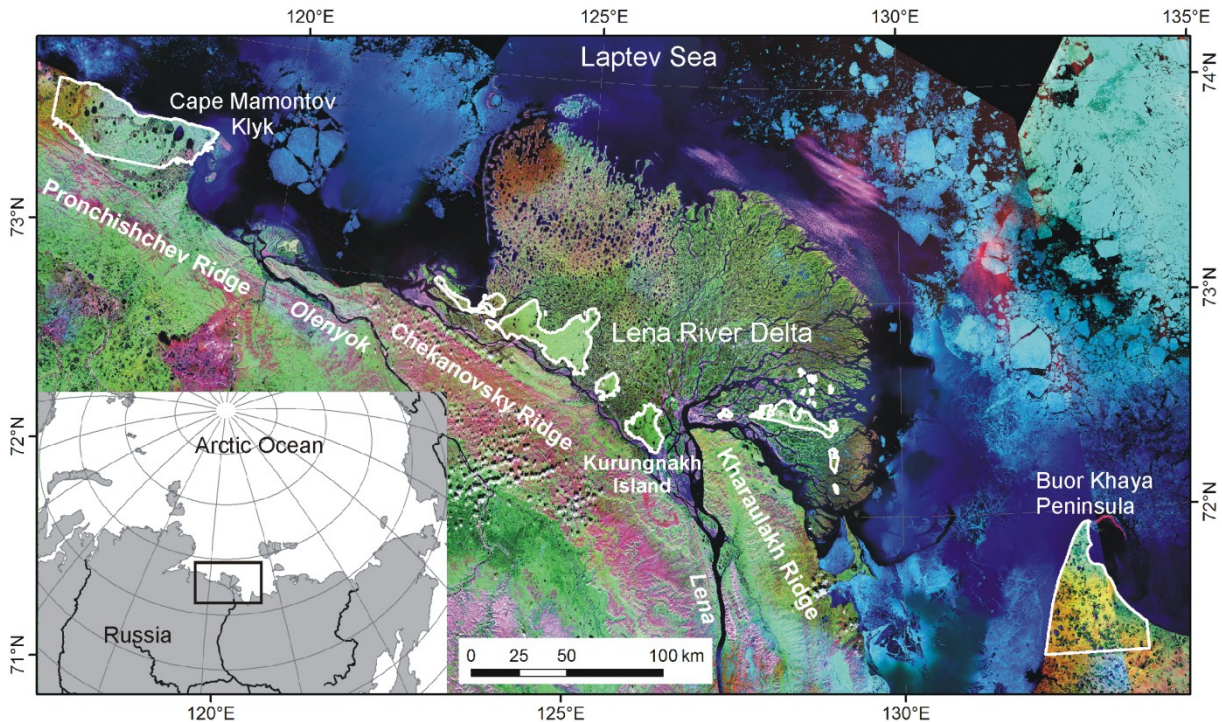 120°E
125°E
130°E
135°E
Laptev Sea
74°N
Cape Mamontov
Klyk
73°N
Pronchishchev Ridge
Olenyok
Chekanovsky Ridge
Lena River Delta
73°N
72°N
Kurungnakh
Island
Kharaulakh Ridge
Lena
Buor Khaya
Peninsula
72°N
Arctic Ocean
Russia
71°N
0 25 50 100 km
120°E
125°E
130°E